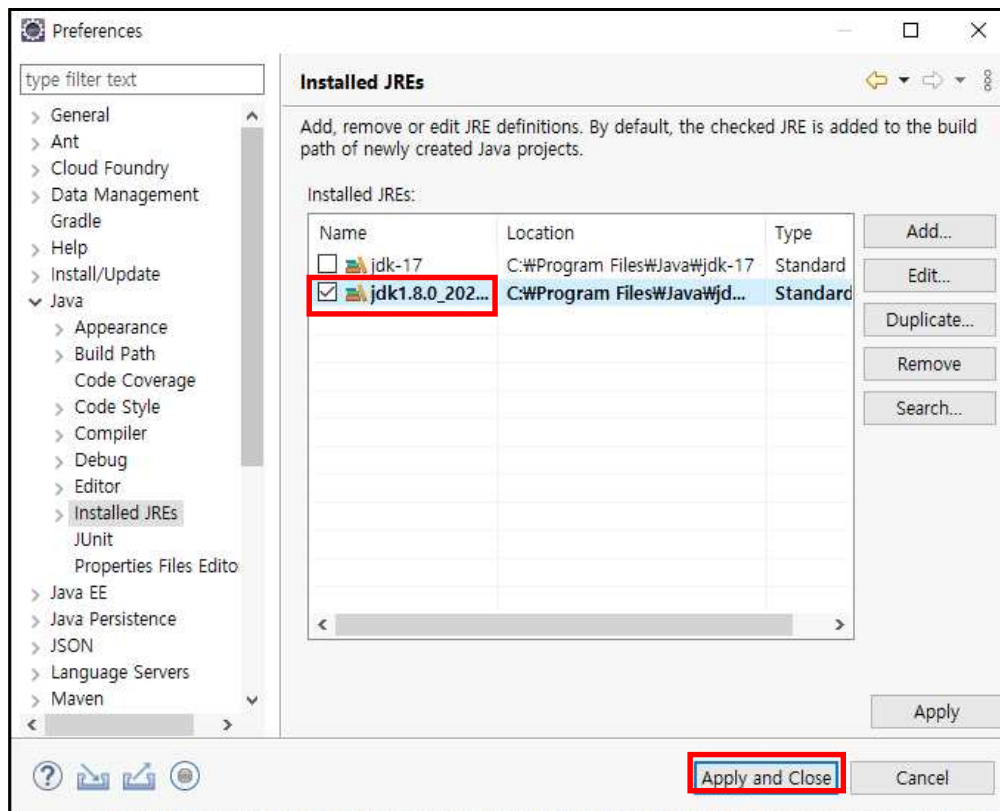 Preferences
type filter text
General
Ant
Cloud Foundry
Data Management
Gradle
Help
Install/Update
Java
Appearance
Build Path
Code Coverage
Code Style
Compiler
Debug
Editor
Installed JREs
JUnit
Properties Files Edito
Java EE
Java Persistence
JSON
Language Servers
Maven
Installed JREs
Add, remove or edit JRE definitions. By default, the checked JRE is added to the build
path of newly created Java projects.
Installed JREs:
Name Location Type
jdk-17 C:₩Program Files₩Java₩jdk-17 Standard
jdk1.8.0_202... C:₩Program Files₩Java₩jd... Standard
Add...
Edit...
Duplicate...
Remove
Search...
Apply
Apply and Close Cancel